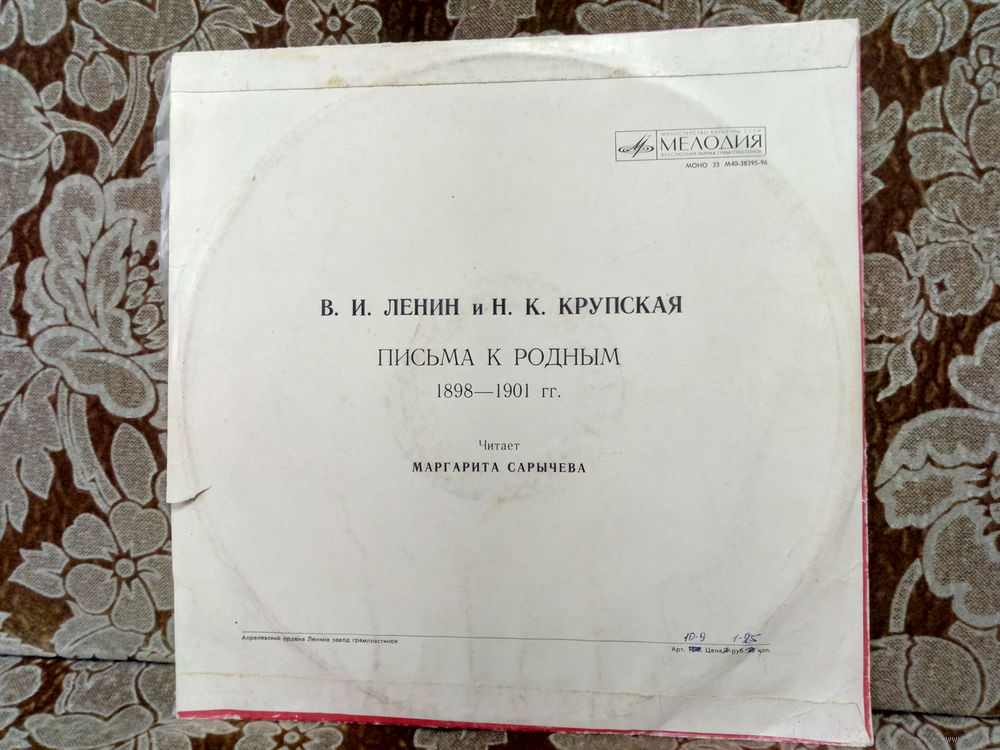 МИНИСТЕРСТВО КУЛЬТУРЫ СССР
МЕЛОДИЯ
ВСЕСОЮЗНАЯ ФИРМА ГРАМПЛАСТИНОК
МОНО 33 М40-38395-96
В. И. ЛЕНИН и Н. К. КРУПСКАЯ
ПИСЬМА К РОДНЫМ
1898—1901 гг.
Читает
МАРГАРИТА САРЫЧЕВА
Апрелевский ордена Ленина завод грампластинок
10-9 1-95
Арт. Цена руб. коп.